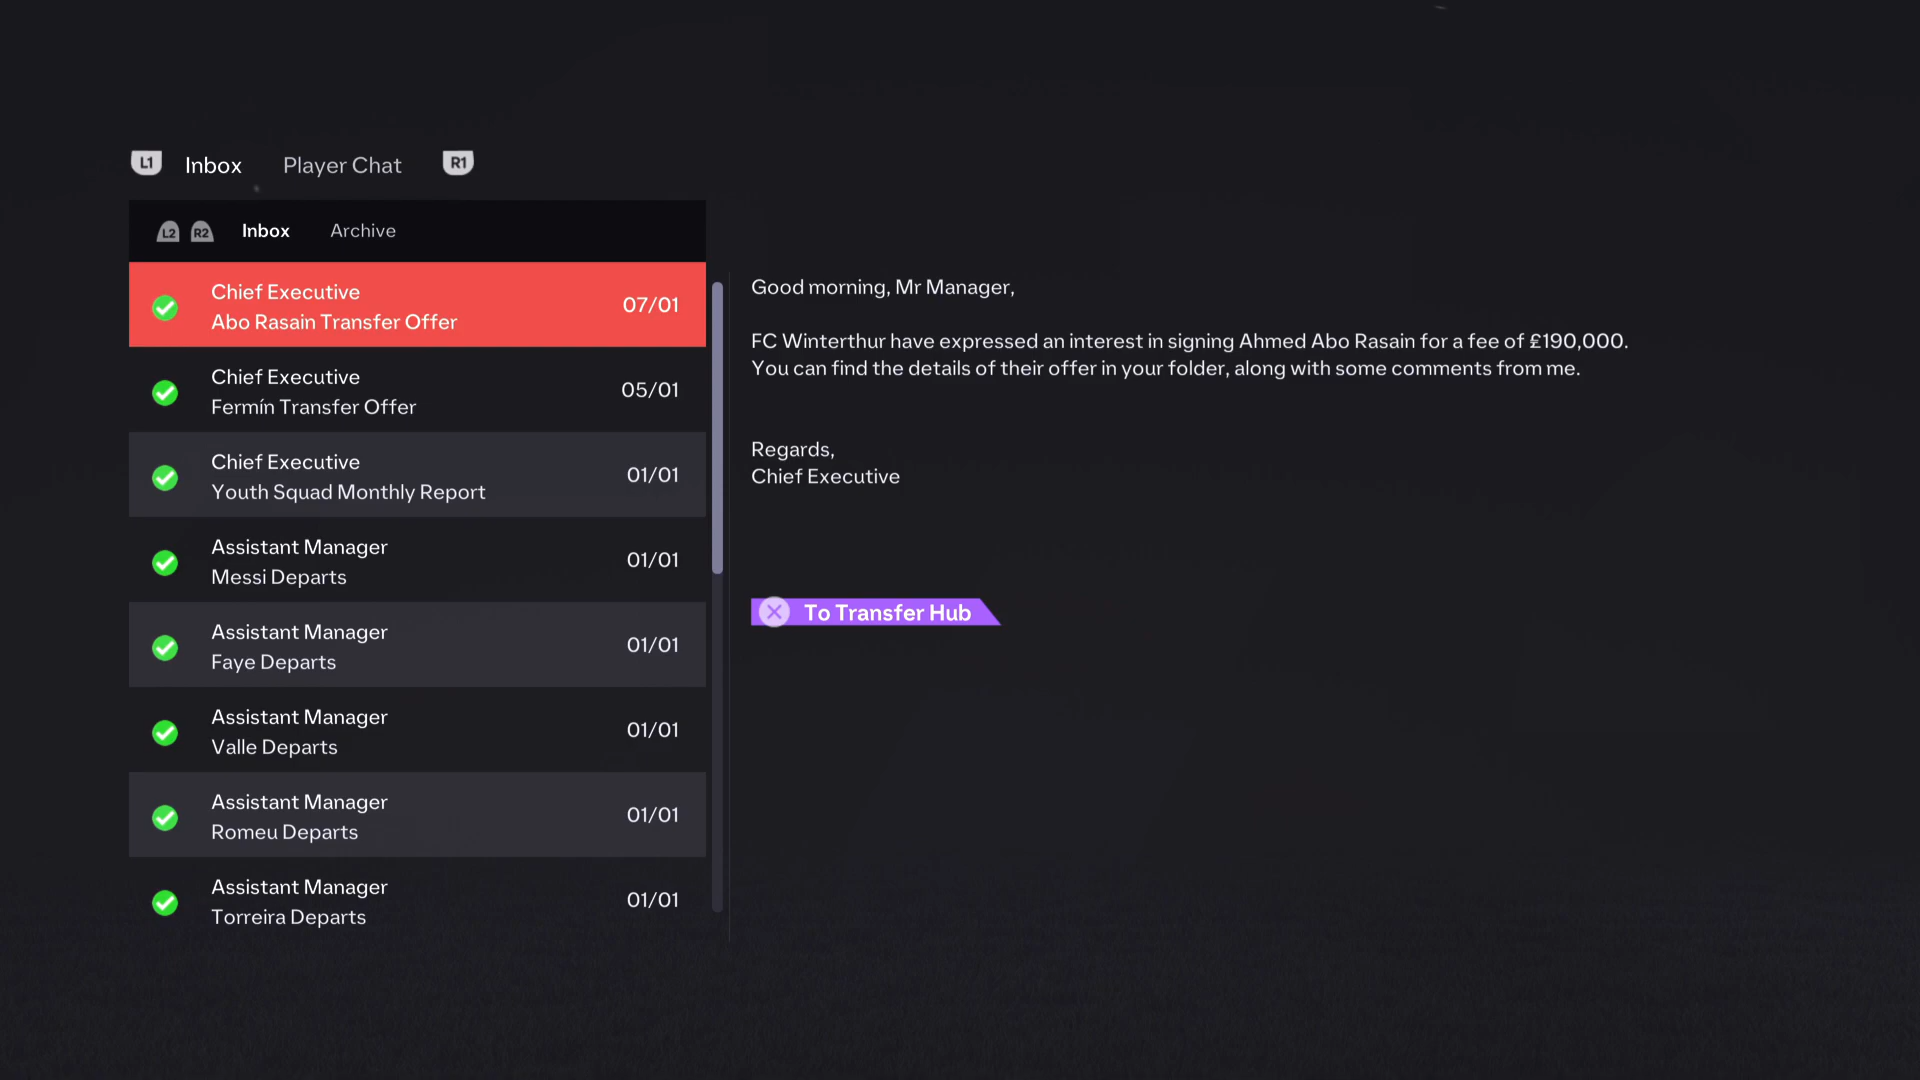 L1 Inbox Player Chat R1
L2 R2 Inbox Archive
Chief Executive
Abo Rasain Transfer Offer
07/01
Chief Executive
Fermín Transfer Offer
05/01
Chief Executive
Youth Squad Monthly Report
01/01
Assistant Manager
Messi Departs
01/01
Assistant Manager
Faye Departs
01/01
Assistant Manager
Valle Departs
01/01
Assistant Manager
Romeu Departs
01/01
Assistant Manager
Torreira Departs
01/01
Good morning, Mr Manager,
FC Winterthur have expressed an interest in signing Ahmed Abo Rasain for a fee of £190,000.
You can find the details of their offer in your folder, along with some comments from me.
Regards,
Chief Executive
To Transfer Hub